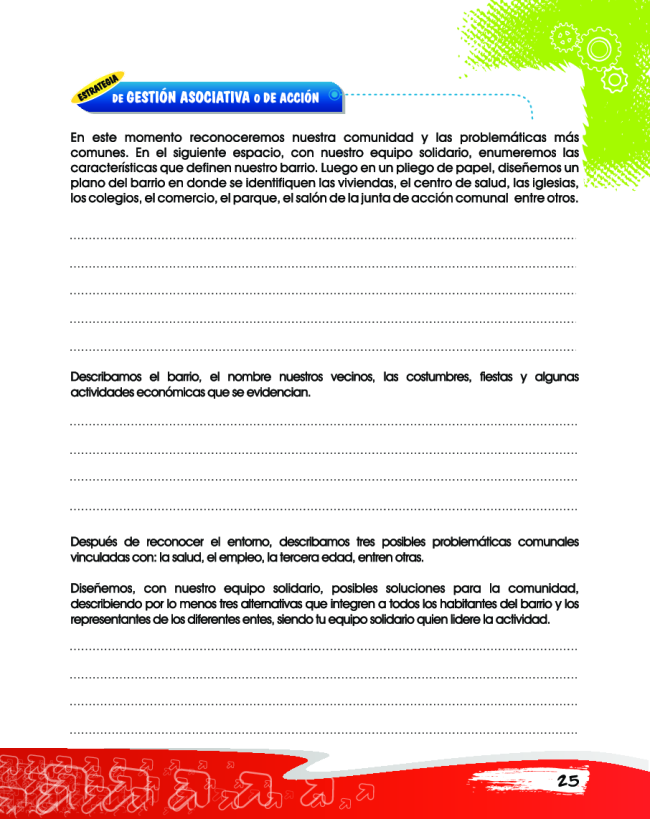 ESTRATEGIA
DE GESTIÓN ASOCIATIVA O DE ACCIÓN
En este momento reconoceremos nuestra comunidad y las problemáticas más
comunes. En el siguiente espacio, con nuestro equipo solidario, enumeremos las
características que definen nuestro barrio. Luego en un pliego de papel, diseñemos un
plano del barrio en donde se identifiquen las viviendas, el centro de salud, las iglesias,
los colegios, el comercio, el parque, el salón de la junta de acción comunal entre otros.
Describamos el barrio, el nombre nuestros vecinos, las costumbres, fiestas y algunas
actividades económicas que se evidencian.
Después de reconocer el entorno, describamos tres posibles problemáticas comunales
vinculadas con: la salud, el empleo, la tercera edad, entren otras.
Diseñemos, con nuestro equipo solidario, posibles soluciones para la comunidad,
describiendo por lo menos tres alternativas que integren a todos los habitantes del barrio y los
representantes de los diferentes entes, siendo tu equipo solidario quien lidere la actividad.
25